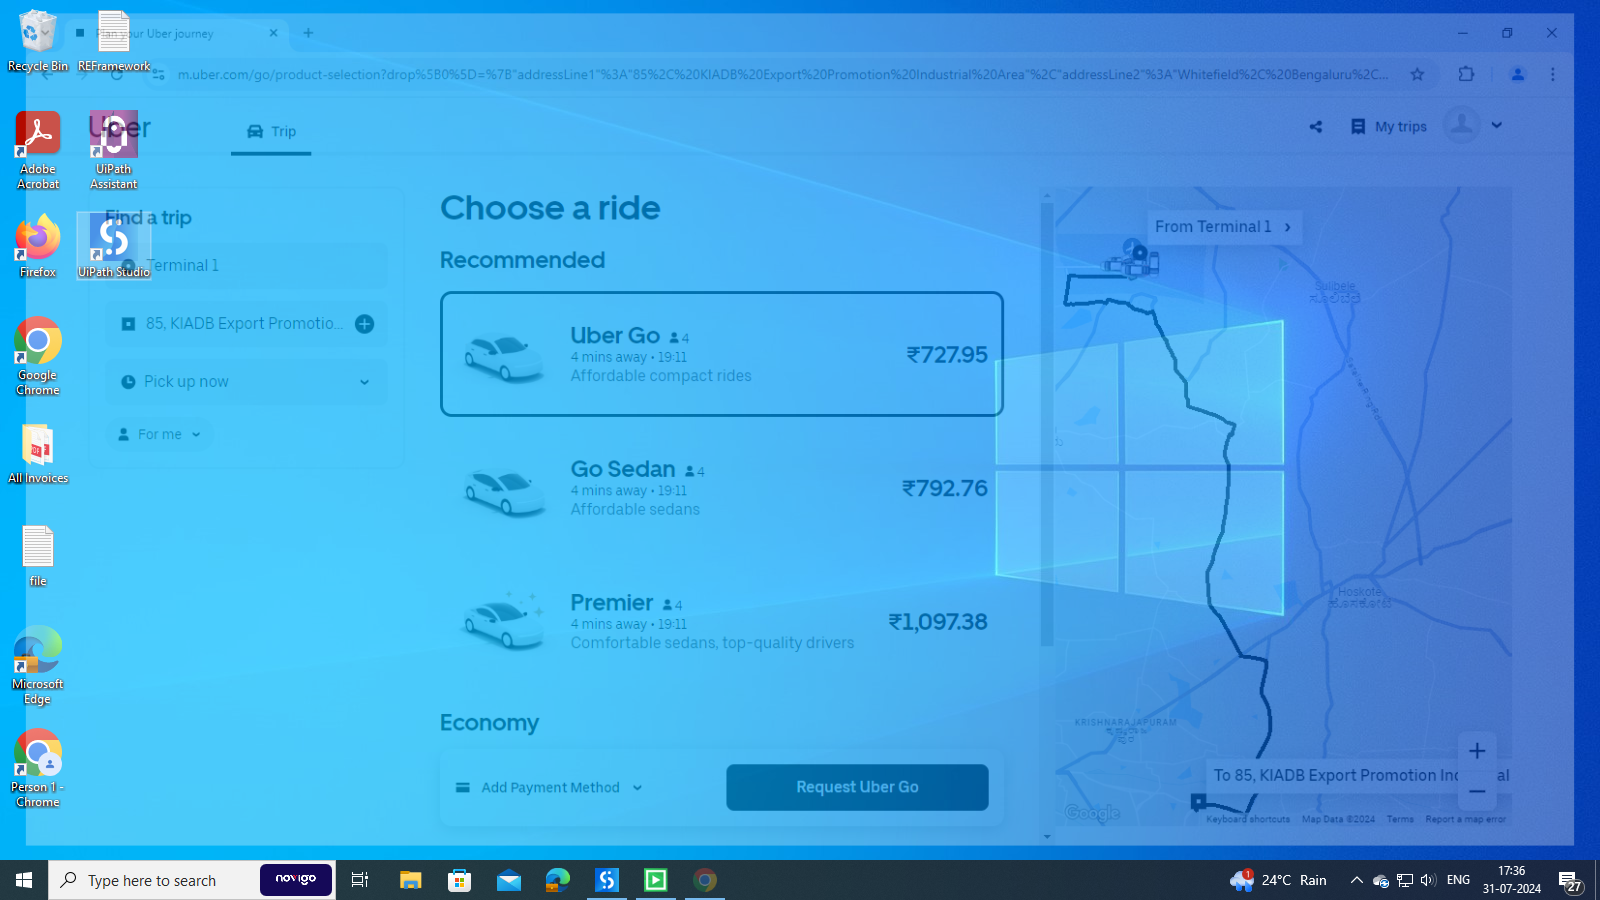 Recycle Bin
REFramework
Adobe Acrobat
UiPath Assistant
Firefox
UiPath Studio
Google Chrome
All Invoices
file
Microsoft Edge
Person 1 - Chrome
Plan your Uber journey
m.uber.com/go/product-selection?drop%5B0%5D=%7B"addressLine1"%3A"85%2C%20KIADB%20Export%20Promotion%20Industrial%20Area"%2C"addressLine2"%3A"Whitefield%2C%20Bengaluru%2C...
Uber
Trip
My trips
Find a trip
Terminal 1
85, KIADB Export Promotio...
Pick up now
For me
Choose a ride
Recommended
Uber Go 4
4 mins away • 19:11
Affordable compact rides
₹727.95
Go Sedan 4
4 mins away • 19:11
Affordable sedans
₹792.76
Premier 4
4 mins away • 19:11
Comfortable sedans, top-quality drivers
₹1,097.38
Economy
Add Payment Method
Request Uber Go
From Terminal 1 ›
Sulibele
ಸೂಲಿಬೆಲೆ
Hoskote
ಹೊಸಕೋಟೆ
KRISHNARAJAPURAM
To 85, KIADB Export Promotion Ind
al
Google
Keyboard shortcuts
Map Data ©2024
Terms
Report a map error
Type here to search
novigo
1
24°C Rain
ENG
17:36
31-07-2024
27